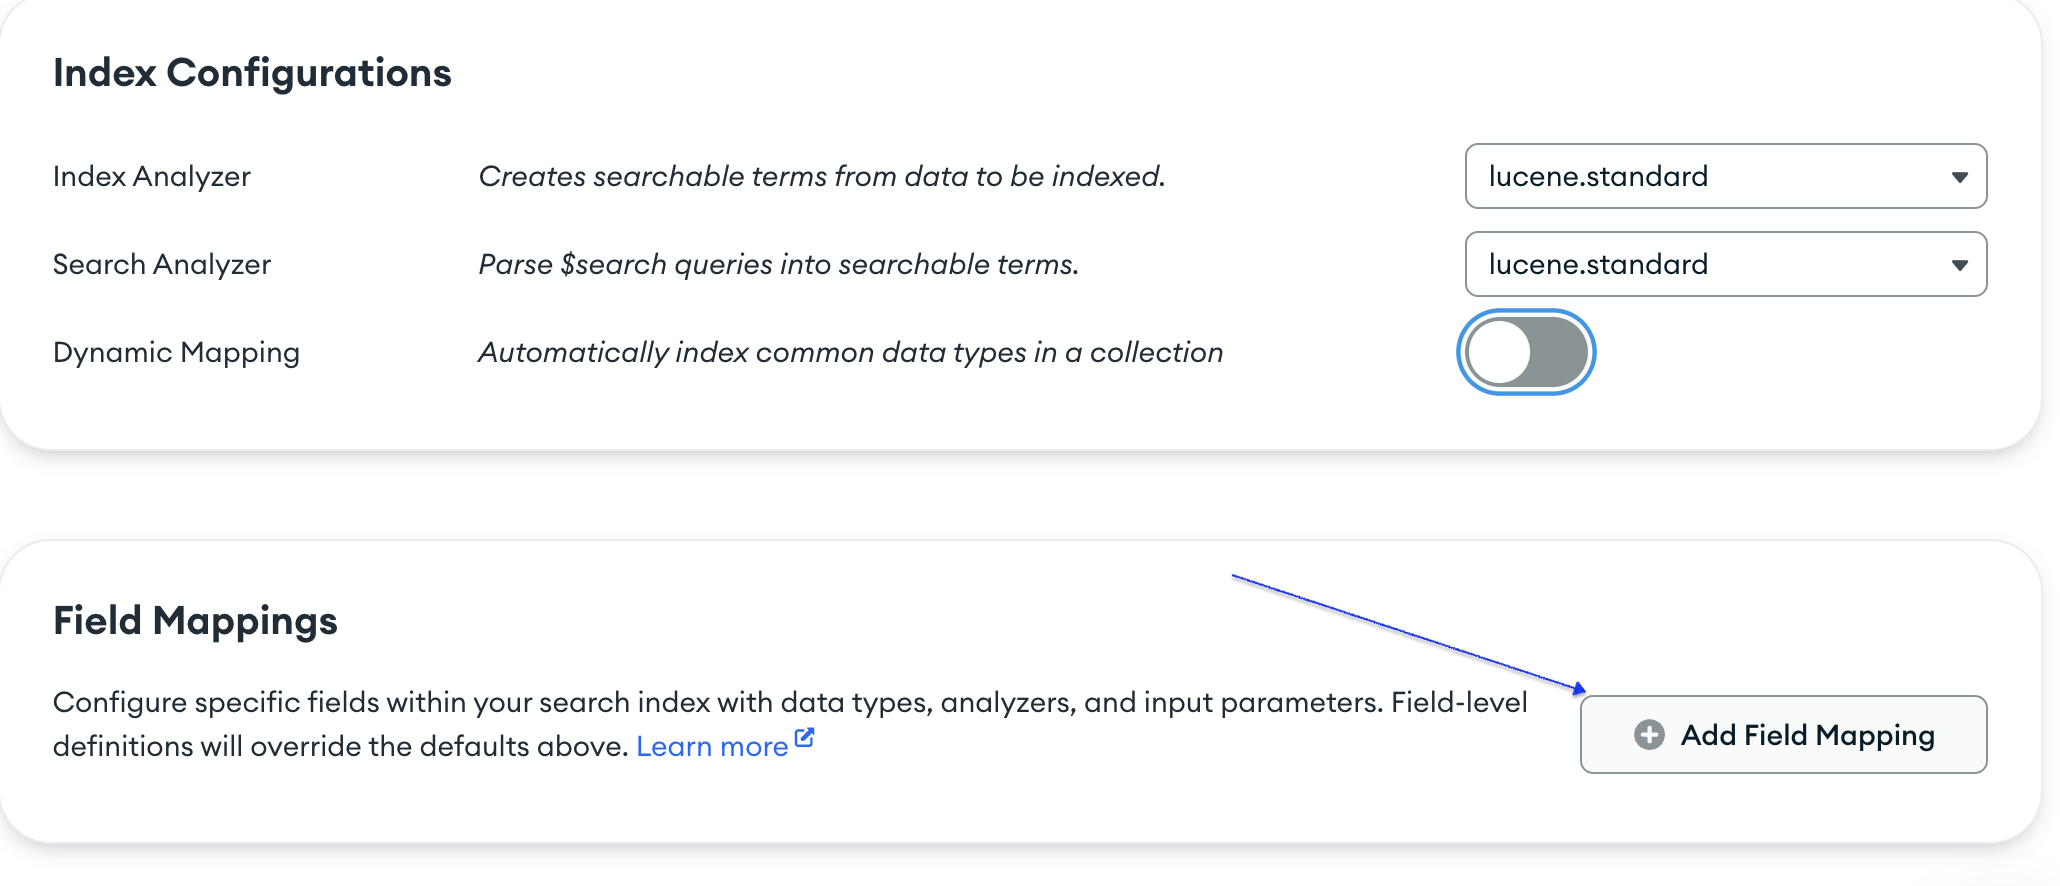 Index Configurations
Index Analyzer
Creates searchable terms from data to be indexed.
lucene.standard
Search Analyzer
Parse $search queries into searchable terms.
lucene.standard
Dynamic Mapping
Automatically index common data types in a collection
Field Mappings
Configure specific fields within your search index with data types, analyzers, and input parameters. Field-level
definitions will override the defaults above. Learn more
Add Field Mapping